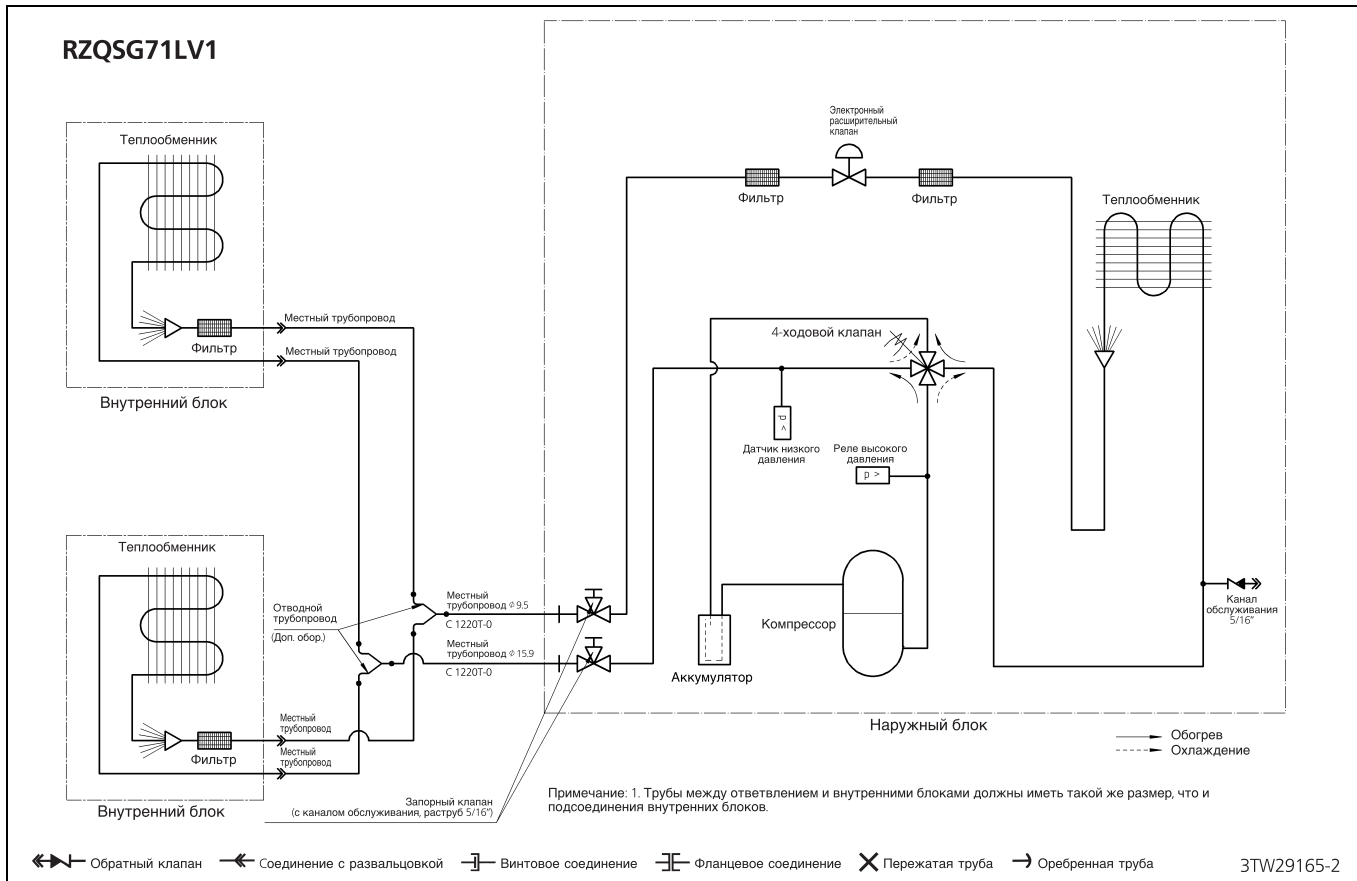 RZQSG71LV1
Теплообменник
Фильтр
Местный трубопровод
Местный трубопровод
Внутренний блок
Теплообменник
Фильтр
Местный
трубопровод
Местный
трубопровод
Внутренний блок
Отводной
трубопровод
(Доп. обор.)
Местный
трубопровод ⌀ 9.5
C 1220T-0
Местный
трубопровод ⌀ 15.9
C 1220T-0
Запорный клапан
(с каналом обслуживания, раструб 5/16")
Электронный
расширительный
клапан
Фильтр
Фильтр
Теплообменник
4-ходовой клапан
p <
Датчик низкого
давления
Реле высокого
давления
p >
Компрессор
Аккумулятор
Канал
обслуживания
5/16"
Наружный блок
Обогрев
Охлаждение
Примечание: 1. Трубы между ответвлением и внутренними блоками должны иметь такой же размер, что и
подсоединения внутренних блоков.
Обратный клапан
Соединение с развальцовкой
Винтовое соединение
Фланцевое соединение
Пережатая труба
Оребренная труба
3TW29165-2